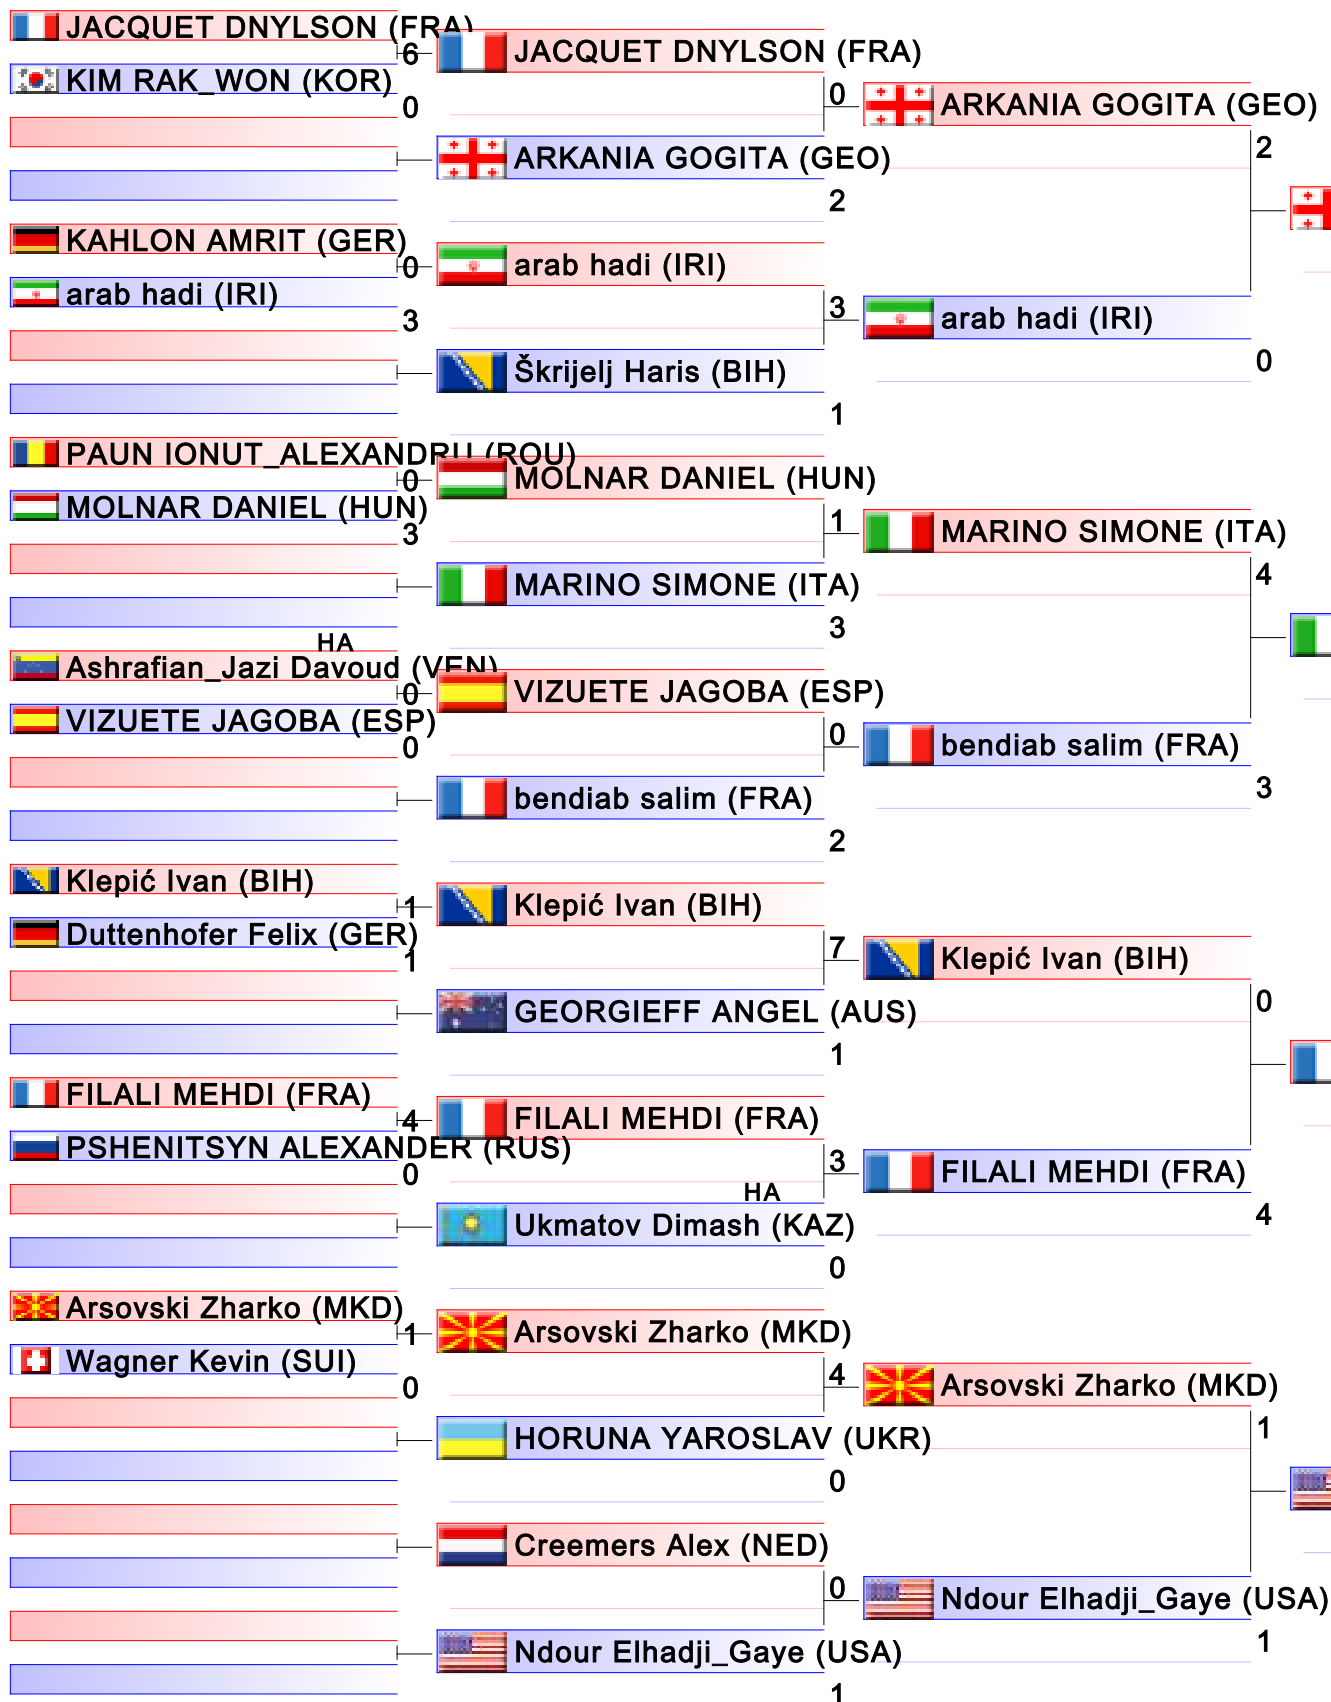 JACQUET DNYLSON (FRA)
6
KIM RAK_WON (KOR)
0
KAHLON AMRIT (GER)
0
arab hadi (IRI)
3
PAUN IONUT_ALEXANDRU (ROU)
0
MOLNAR DANIEL (HUN)
3
HA
Ashrafian_Jazi Davoud (VEN)
0
VIZUETE JAGOBA (ESP)
0
Klepić Ivan (BIH)
1
Duttenhofer Felix (GER)
1
FILALI MEHDI (FRA)
4
PSHENITSYN ALEXANDER (RUS)
0
Arsovski Zharko (MKD)
1
Wagner Kevin (SUI)
0
JACQUET DNYLSON (FRA)
0
ARKANIA GOGITA (GEO)
2
arab hadi (IRI)
3
Škrijelj Haris (BIH)
1
MOLNAR DANIEL (HUN)
1
MARINO SIMONE (ITA)
3
VIZUETE JAGOBA (ESP)
0
bendiab salim (FRA)
2
Klepić Ivan (BIH)
7
GEORGIEFF ANGEL (AUS)
1
FILALI MEHDI (FRA)
3
HA
Ukmatov Dimash (KAZ)
0
Arsovski Zharko (MKD)
4
HORUNA YAROSLAV (UKR)
0
Creemers Alex (NED)
0
Ndour Elhadji_Gaye (USA)
1
ARKANIA GOGITA (GEO)
2
arab hadi (IRI)
0
MARINO SIMONE (ITA)
4
bendiab salim (FRA)
3
Klepić Ivan (BIH)
0
FILALI MEHDI (FRA)
4
Arsovski Zharko (MKD)
1
Ndour Elhadji_Gaye (USA)
1